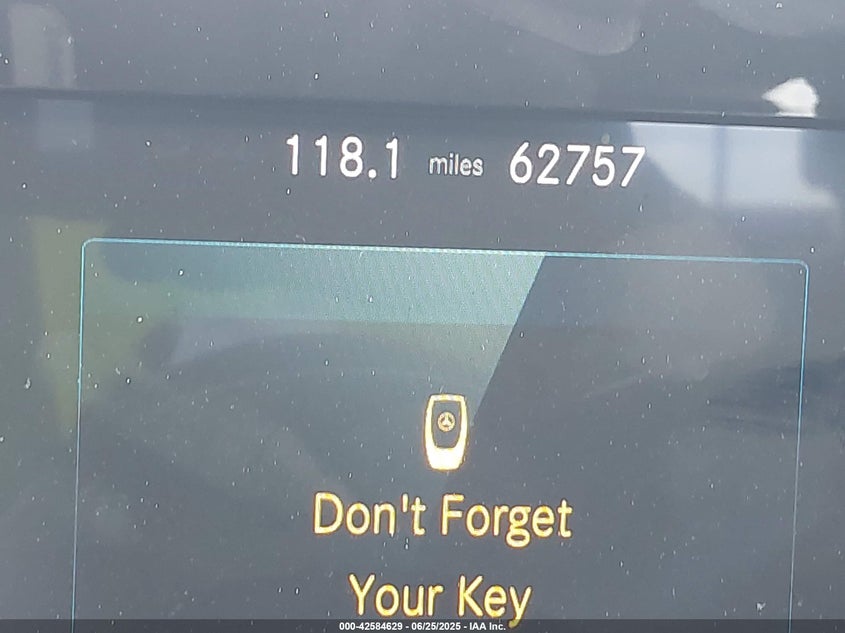 118.1 miles 62757
Don't Forget
Your Key
000-42584629 - 06/25/2025 - IAA Inc.